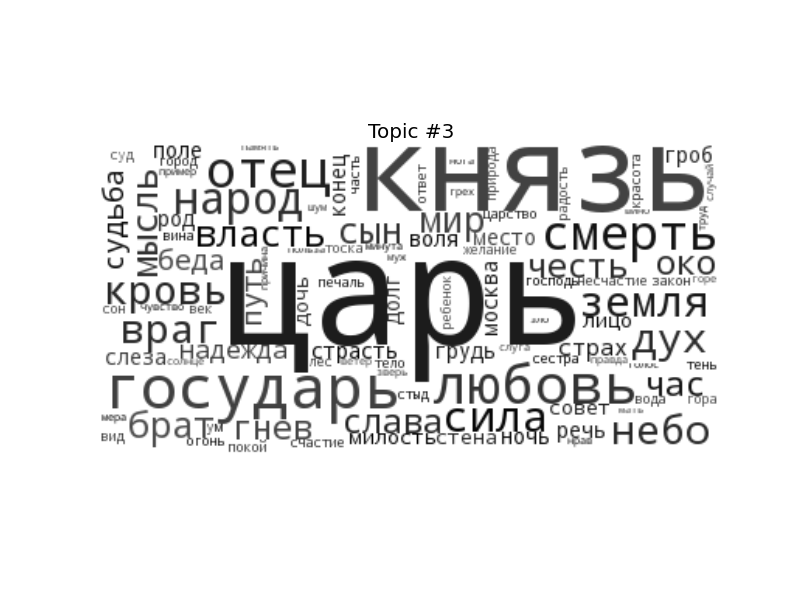 Topic #3
суд
поле
город
пример
отец
конец
часть
князь
ответ
грех
природа
радость
красота
гроб
случай
труд
судьба
мысль
народ
шум
род
вина
власть
сын
мир
царство
воля
место
смерть
беда
путь
причина
тоска
минута
муж
желание
честь
око
царь
кровь
чувство
сон
век
дочь
печаль
долг
ребенок
москва
господь
несчастие
закон
горе
земля
лицо
враг
дух
слеза
надежда
солнце
страсть
грудь
слуга
страх
сестра
правда
голос
тень
лес
ветер
тело
зверь
государь
стыд
любовь
час
вода
гора
мера
вид
брат
ум
огонь
гнев
покой
слава
сила
совет
счастие
милость
стена
ночь
речь
нрав
небо